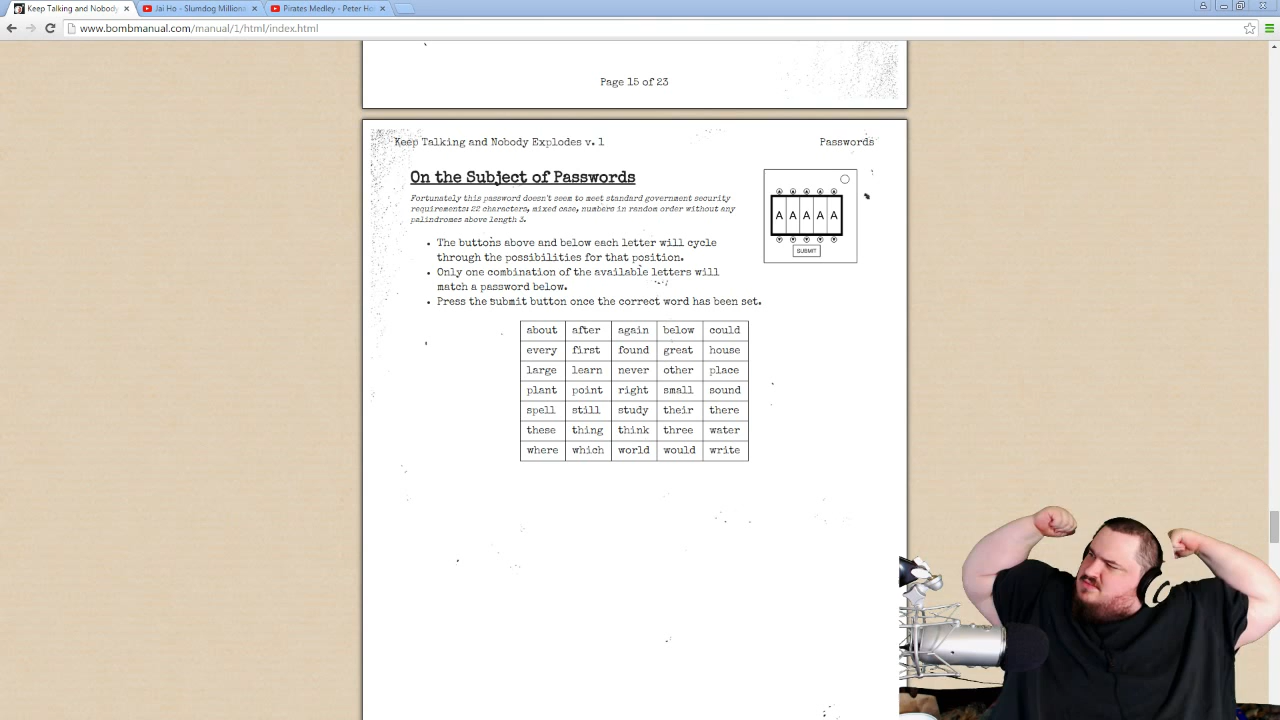 Keep Talking and Nobody
Jai Ho - Slumdog Milliona
Pirates Medley - Peter Ho
www.bombmanual.com/manual/1/html/index.html
Page 15 of 23
Keep Talking and Nobody Explodes v. 1
Passwords
On the Subject of Passwords
Fortunately this password doesn't seem to meet standard government security
requirements: 22 characters, mixed case, numbers in random order without any
palindromes above length 3.
A A A A A
SUBMIT
• The buttons above and below each letter will cycle
through the possibilities for that position.
• Only one combination of the available letters will
match a password below.
• Press the submit button once the correct word has been set.
about after again below could
every first found great house
large learn never other place
plant point right small sound
spell still study their there
these thing think three water
where which world would write